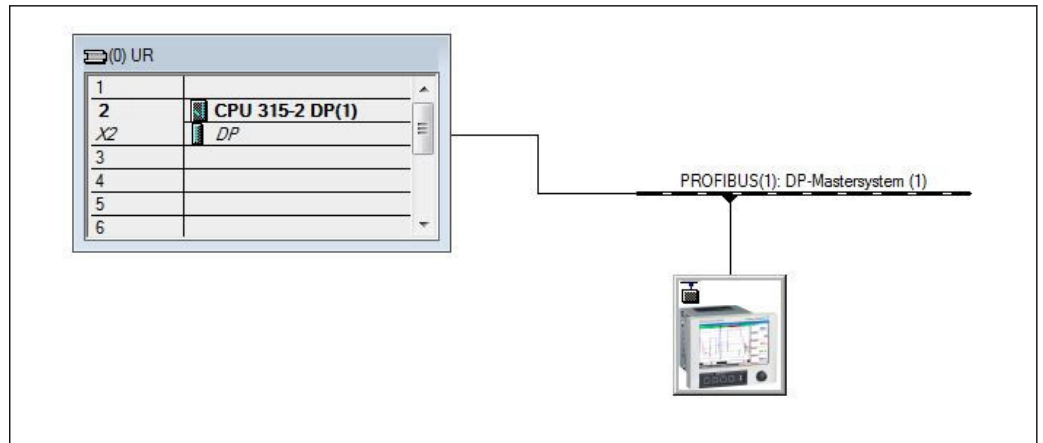 (0) UR
1
2 CPU 315-2 DP(1)
X2 DP
3
4
5
6
PROFIBUS(1): DP-Mastersystem (1)